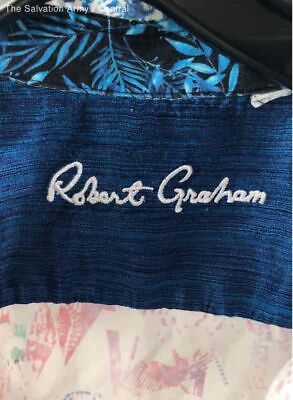 The Salvation Army - Central
Robert Graham